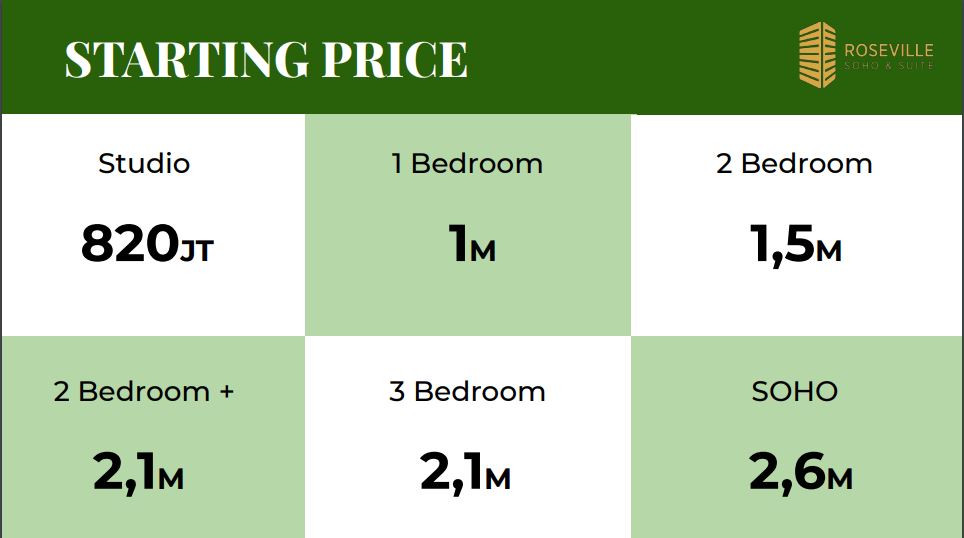 STARTING PRICE
ROSEVILLE
SOHO & SUITE
Studio
820JT
1 Bedroom
1M
2 Bedroom
1,5M
2 Bedroom +
2,1M
3 Bedroom
2,1M
SOHO
2,6M